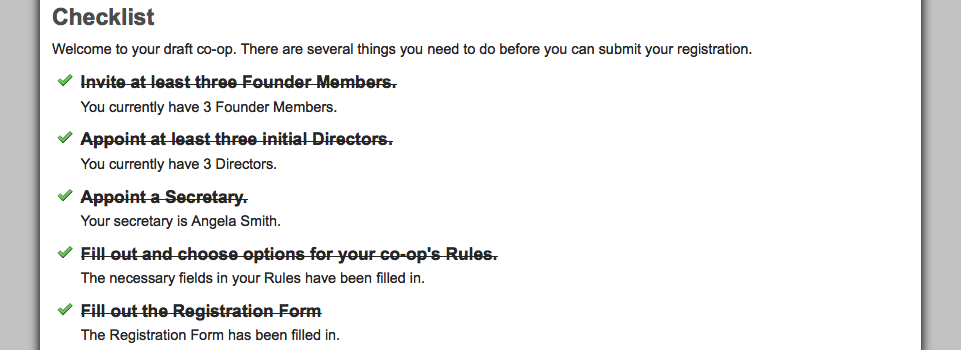 Checklist
Welcome to your draft co-op. There are several things you need to do before you can submit your registration.
Invite at least three Founder Members.
You currently have 3 Founder Members.
Appoint at least three initial Directors.
You currently have 3 Directors.
Appoint a Secretary.
Your secretary is Angela Smith.
Fill out and choose options for your co-op's Rules.
The necessary fields in your Rules have been filled in.
Fill out the Registration Form
The Registration Form has been filled in.